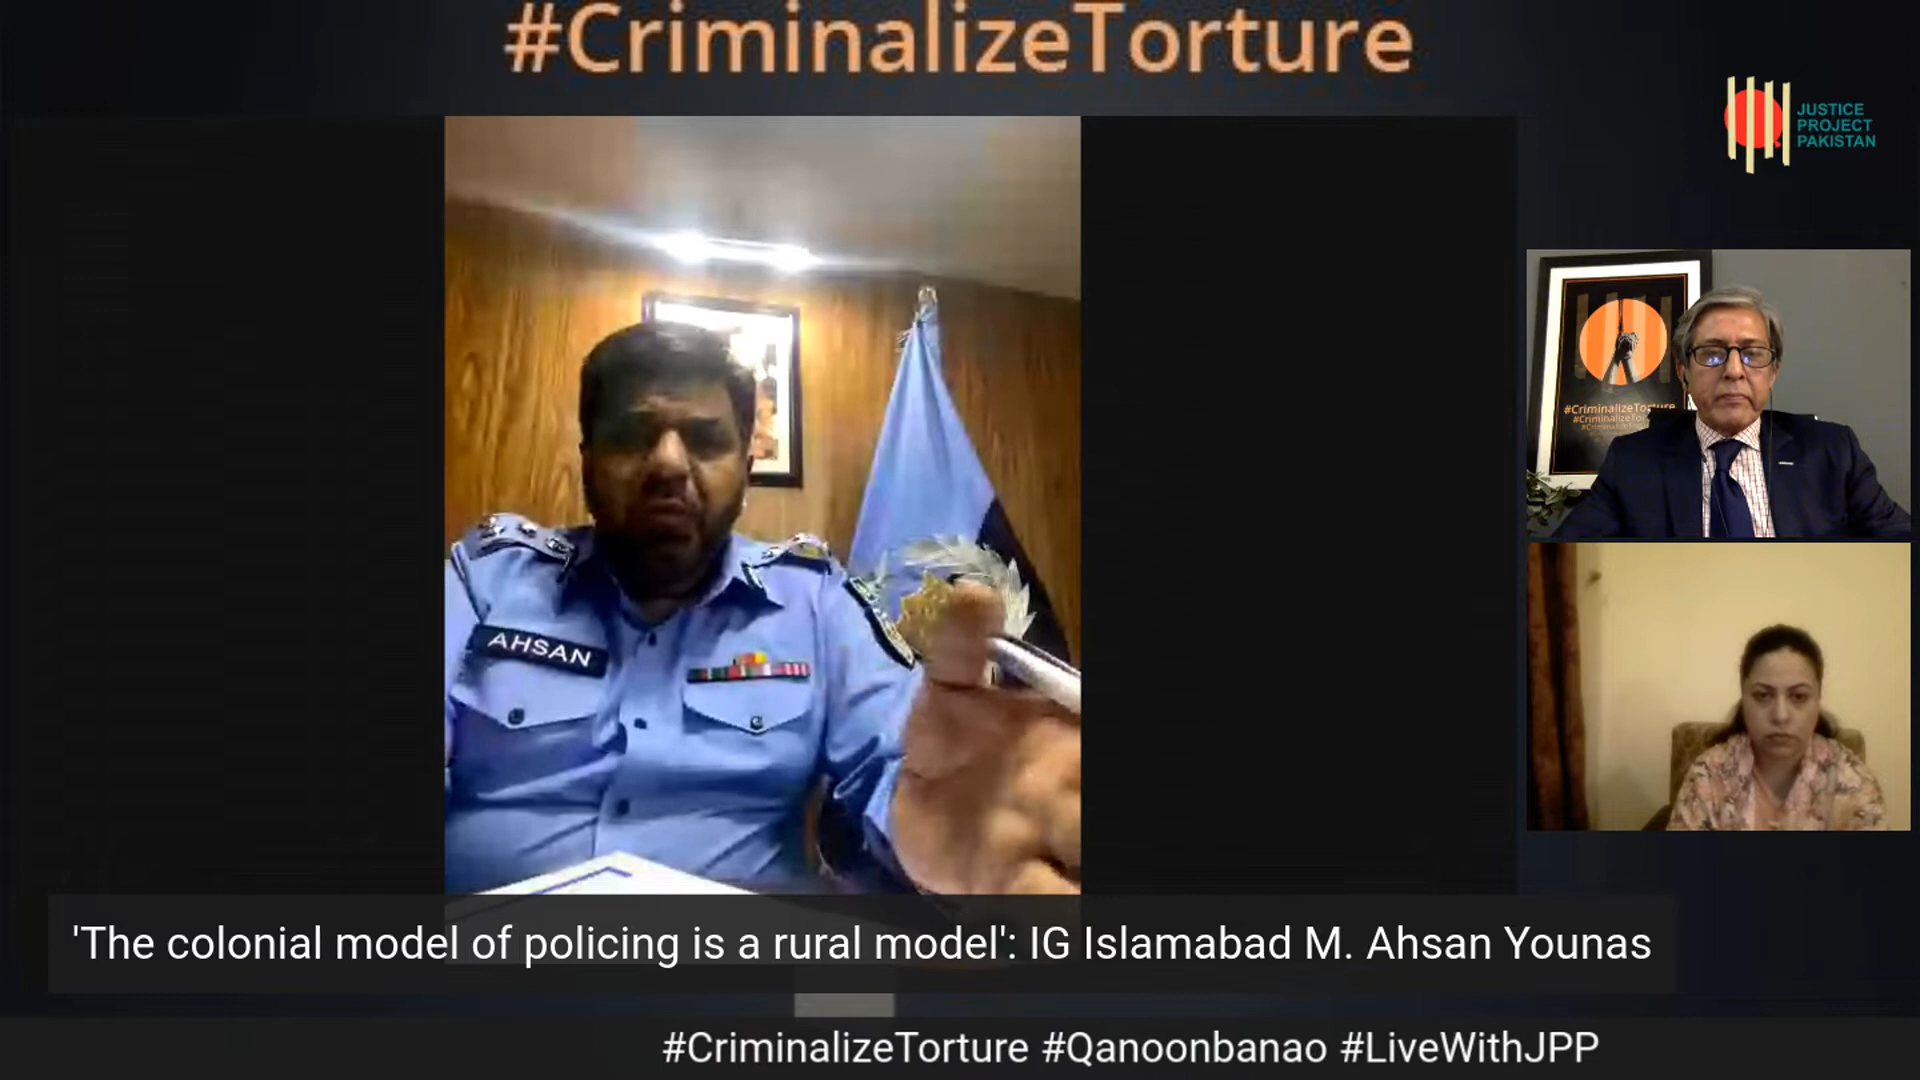 #CriminalizeTorture
JUSTICE
PROJECT
PAKISTAN
#CriminalizeTorture
AHSAN
'The colonial model of policing is a rural model': IG Islamabad M. Ahsan Younas
#CriminalizeTorture #Qanoonbanao #LiveWithJPP